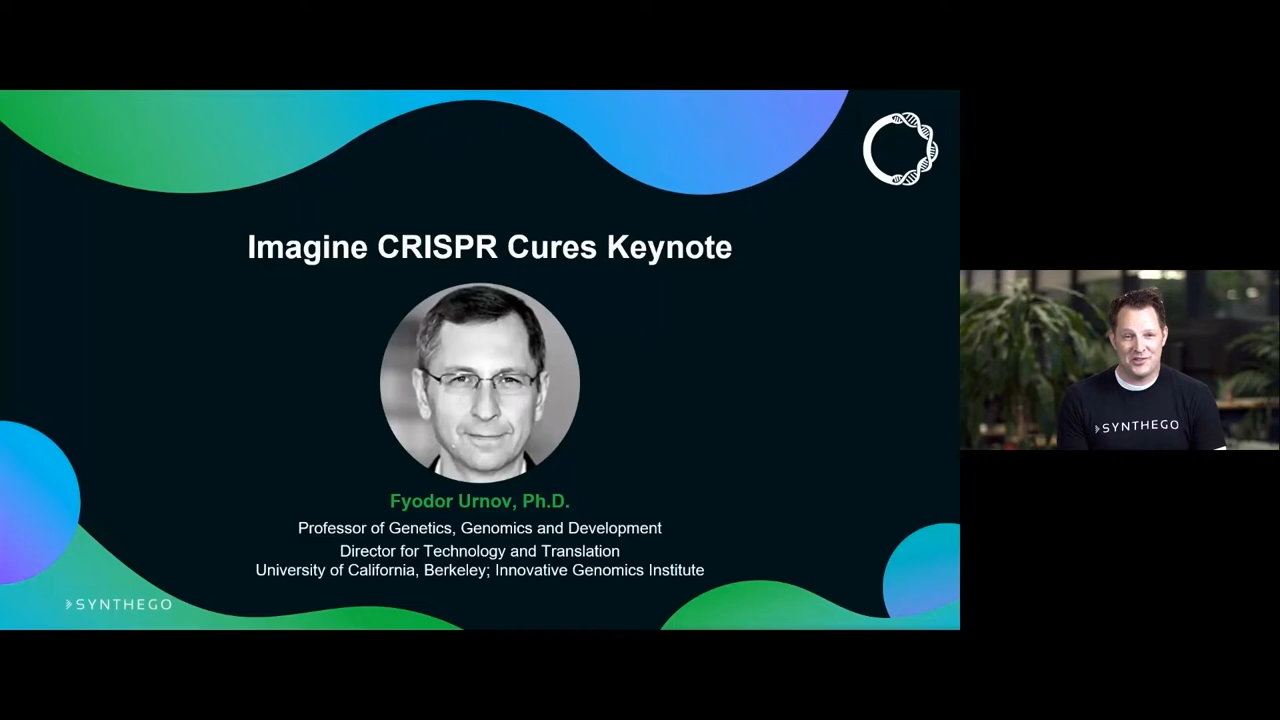 Imagine CRISPR Cures Keynote
Fyodor Urnov, Ph.D.
Professor of Genetics, Genomics and Development
Director for Technology and Translation
University of California, Berkeley; Innovative Genomics Institute
SYNTHEGO
SYNTHEGO